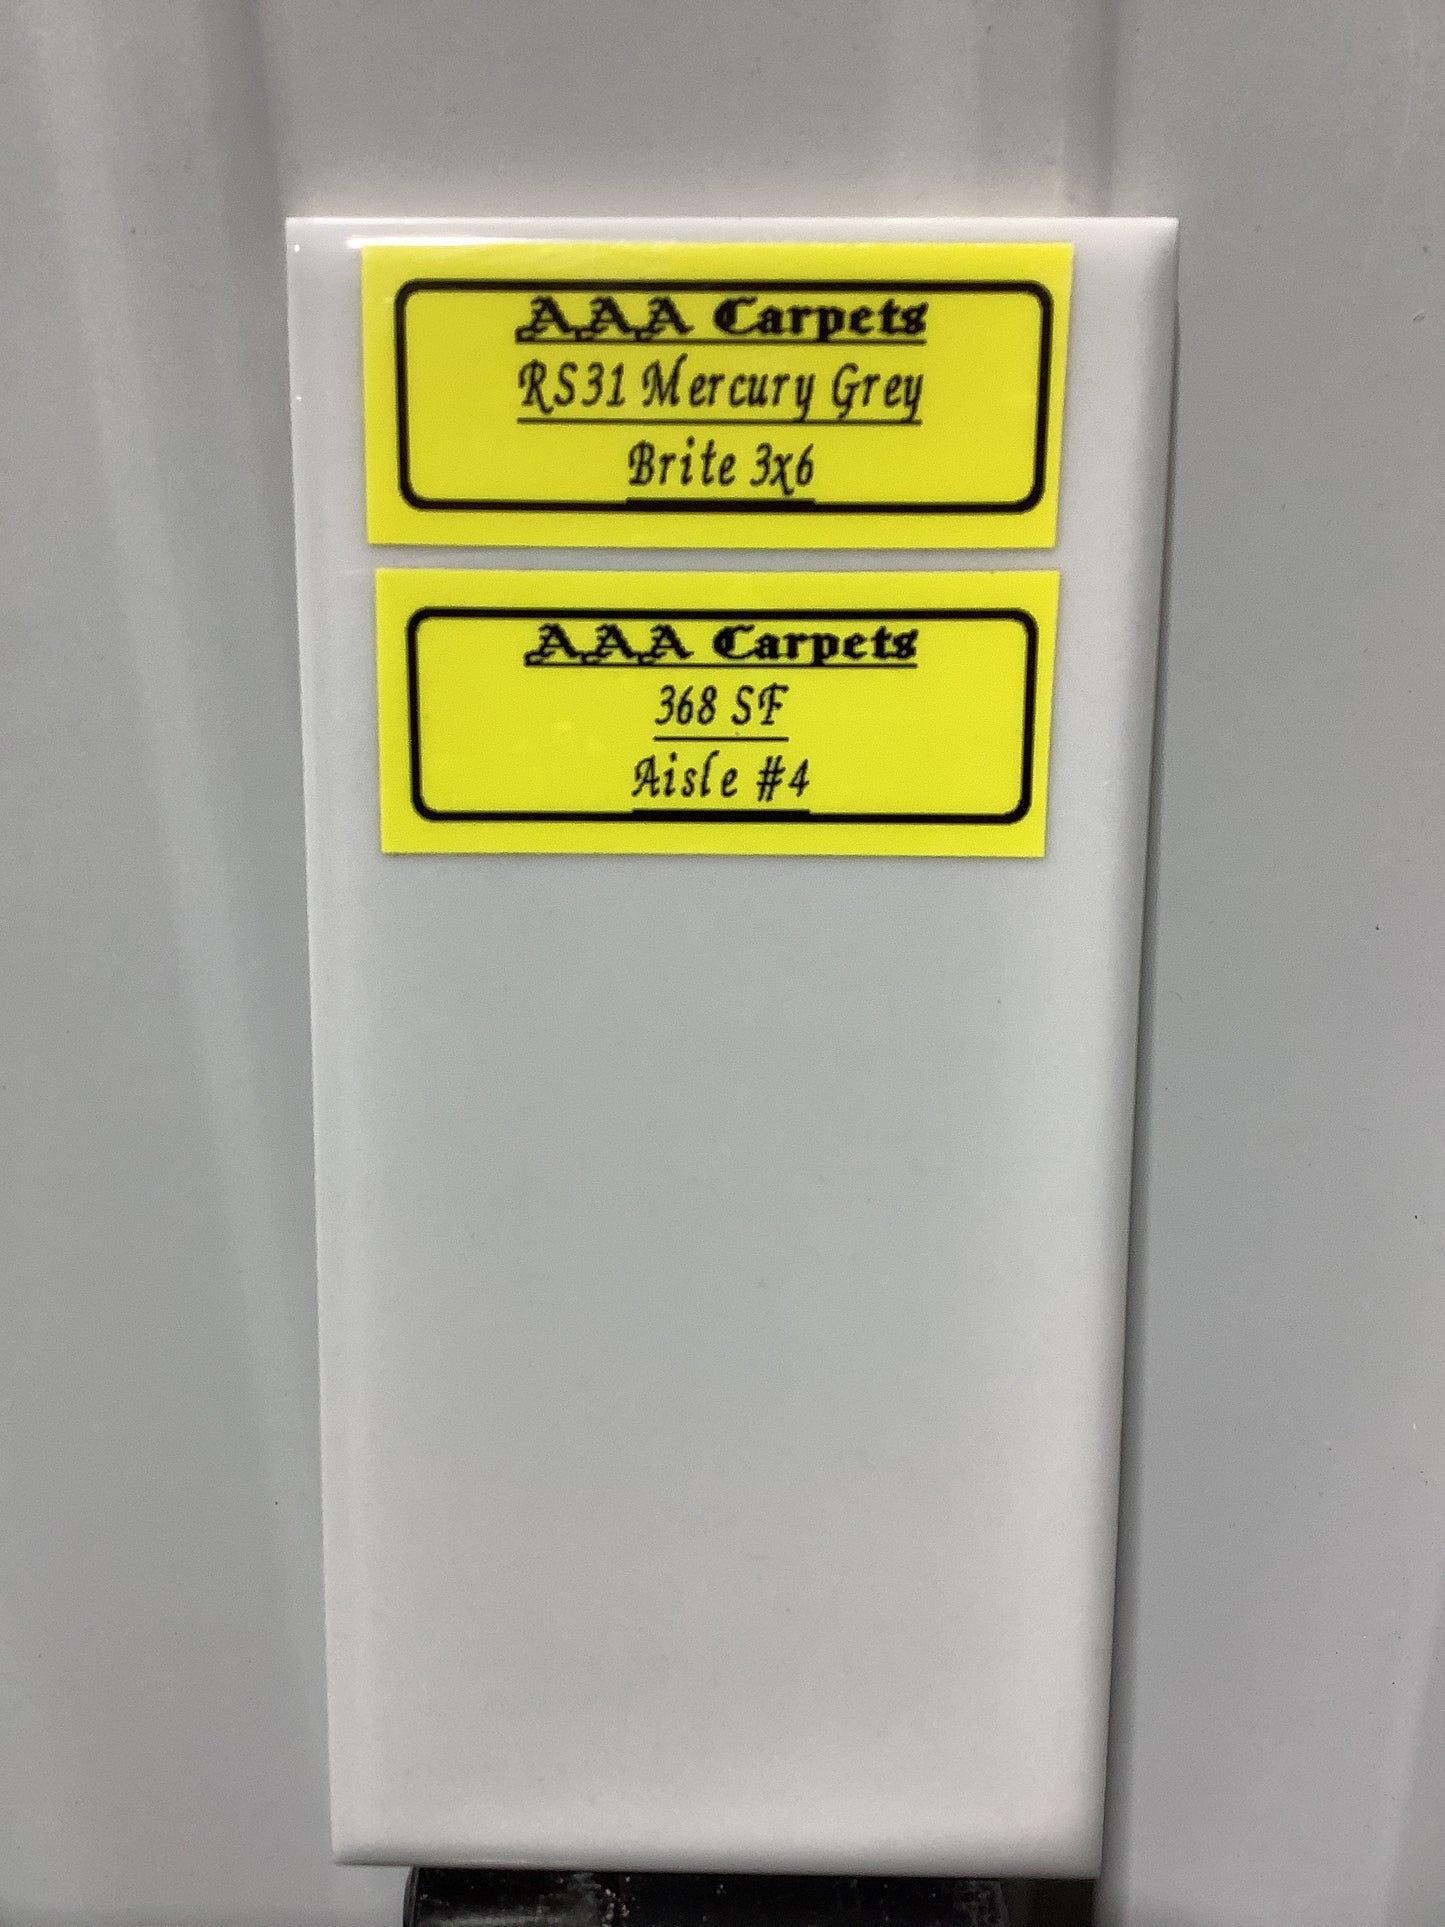 AAA Carpets
RS31 Mercury Grey
Brite 3x6
AAA Carpets
368 SF
Aisle #4